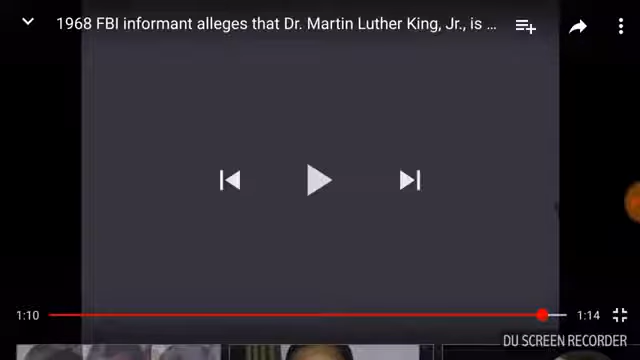 1968 FBI informant alleges that Dr. Martin Luther King, Jr., is ...
1:10
1:14
DU SCREEN RECORDER